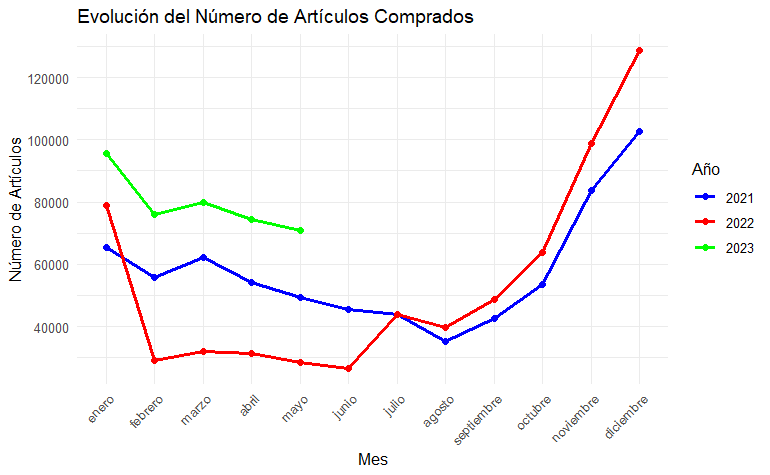 Evolución del Número de Artículos Comprados
Número de Artículos
120000
100000
80000
60000
40000
enero
febrero
marzo
abril
mayo
junio
julio
agosto
septiembre
octubre
noviembre
diciembre
Mes
Año
2021
2022
2023